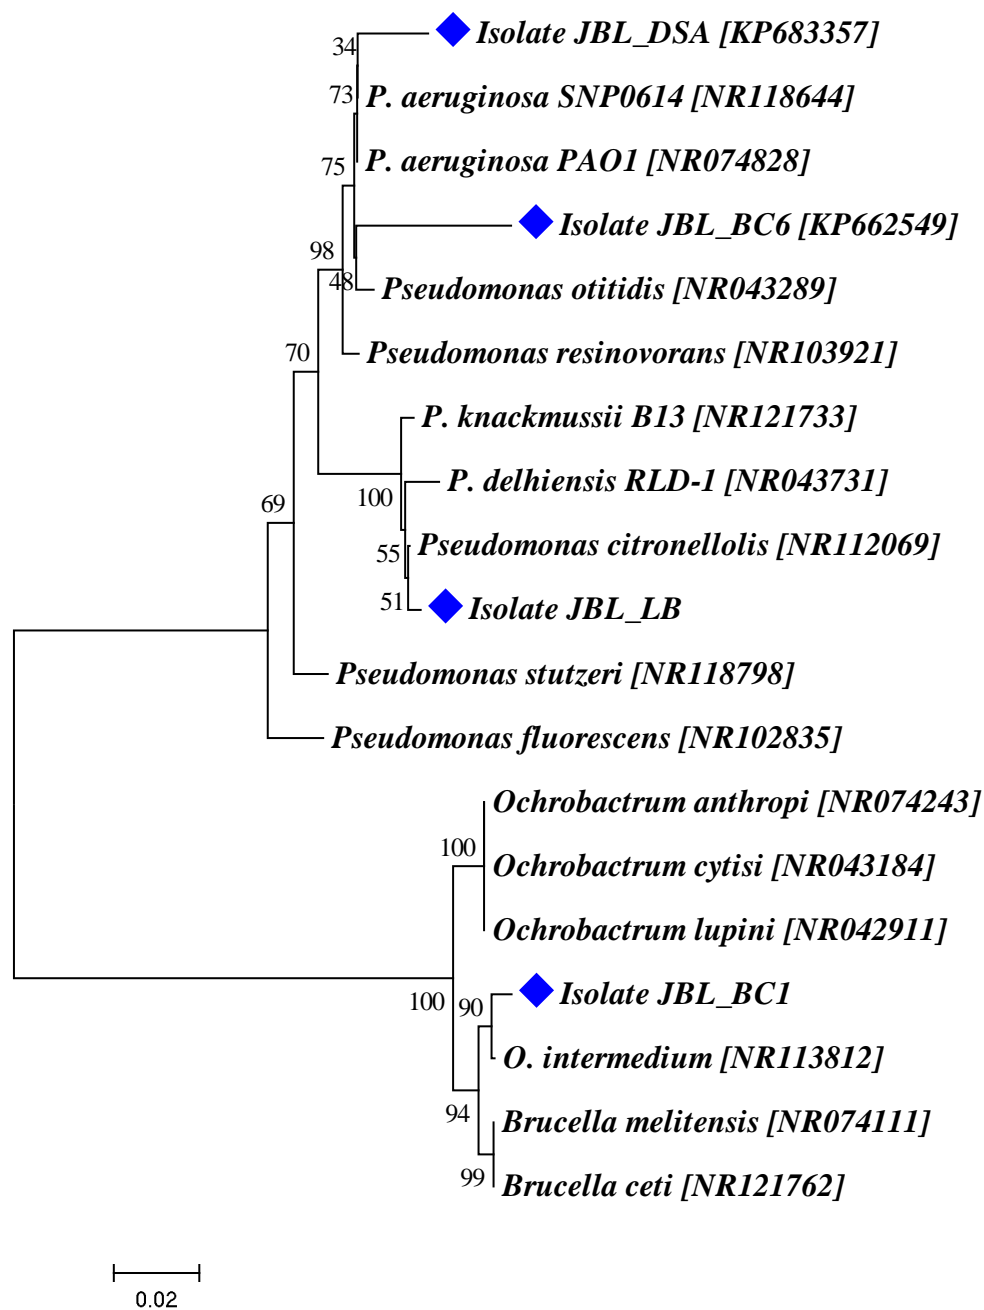 34
Isolate JBL_DSA [KP683357]
73
P. aeruginosa SNP0614 [NR118644]
75
P. aeruginosa PAO1 [NR074828]
Isolate JBL_BC6 [KP662549]
98
48
Pseudomonas otitidis [NR043289]
70
Pseudomonas resinovorans [NR103921]
P. knackmussii B13 [NR121733]
100
P. delhiensis RLD-1 [NR043731]
69
55
Pseudomonas citronellolis [NR112069]
51
Isolate JBL_LB
Pseudomonas stutzeri [NR118798]
Pseudomonas fluorescens [NR102835]
Ochrobactrum anthropi [NR074243]
100
Ochrobactrum cytisi [NR043184]
Ochrobactrum lupini [NR042911]
100
90
Isolate JBL_BC1
O. intermedium [NR113812]
94
Brucella melitensis [NR074111]
99
Brucella ceti [NR121762]
0.02